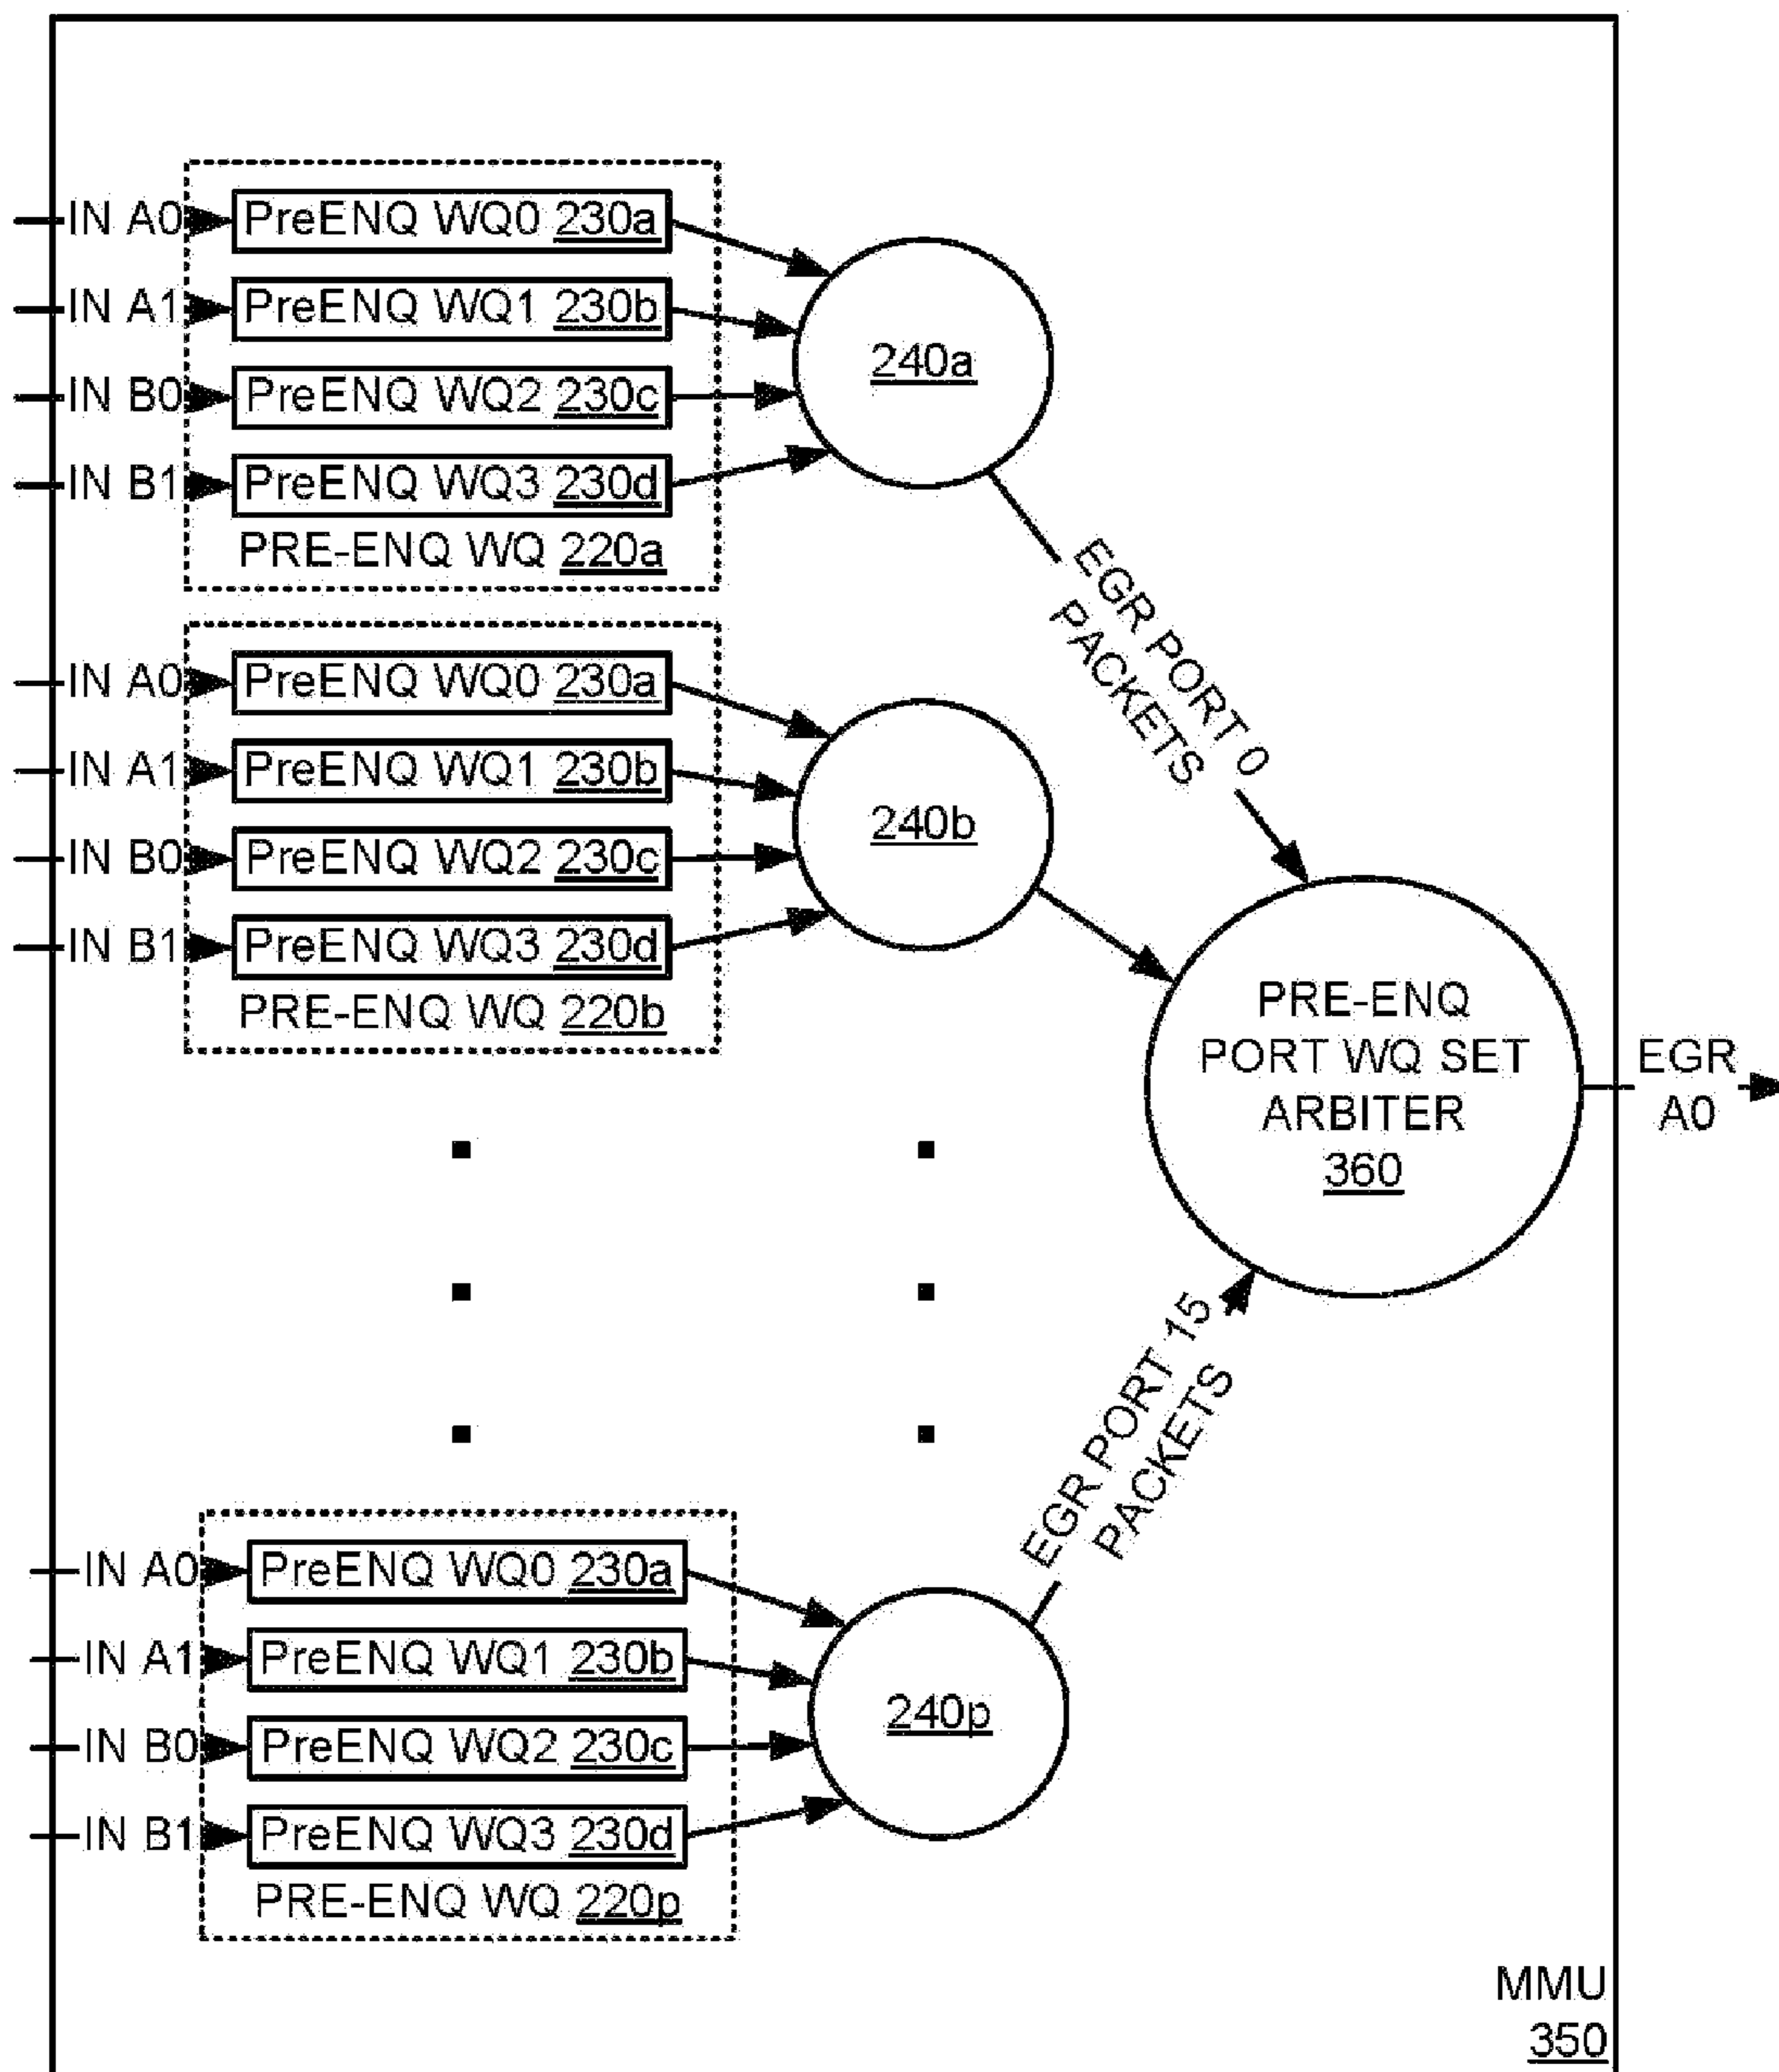 IN A0 PreENQ WQ0 230a
IN A1 PreENQ WQ1 230b
IN B0 PreENQ WQ2 230c
IN B1 PreENQ WQ3 230d
PRE-ENQ WQ 220a
240a
EGR PORT 0
PACKETS
IN A0 PreENQ WQ0 230a
IN A1 PreENQ WQ1 230b
IN B0 PreENQ WQ2 230c
IN B1 PreENQ WQ3 230d
PRE-ENQ WQ 220b
240b
PRE-ENQ
PORT WQ SET
ARBITER
360
EGR
A0
EGR PORT 15
PACKETS
IN A0 PreENQ WQ0 230a
IN A1 PreENQ WQ1 230b
IN B0 PreENQ WQ2 230c
IN B1 PreENQ WQ3 230d
PRE-ENQ WQ 220p
240p
MMU
350